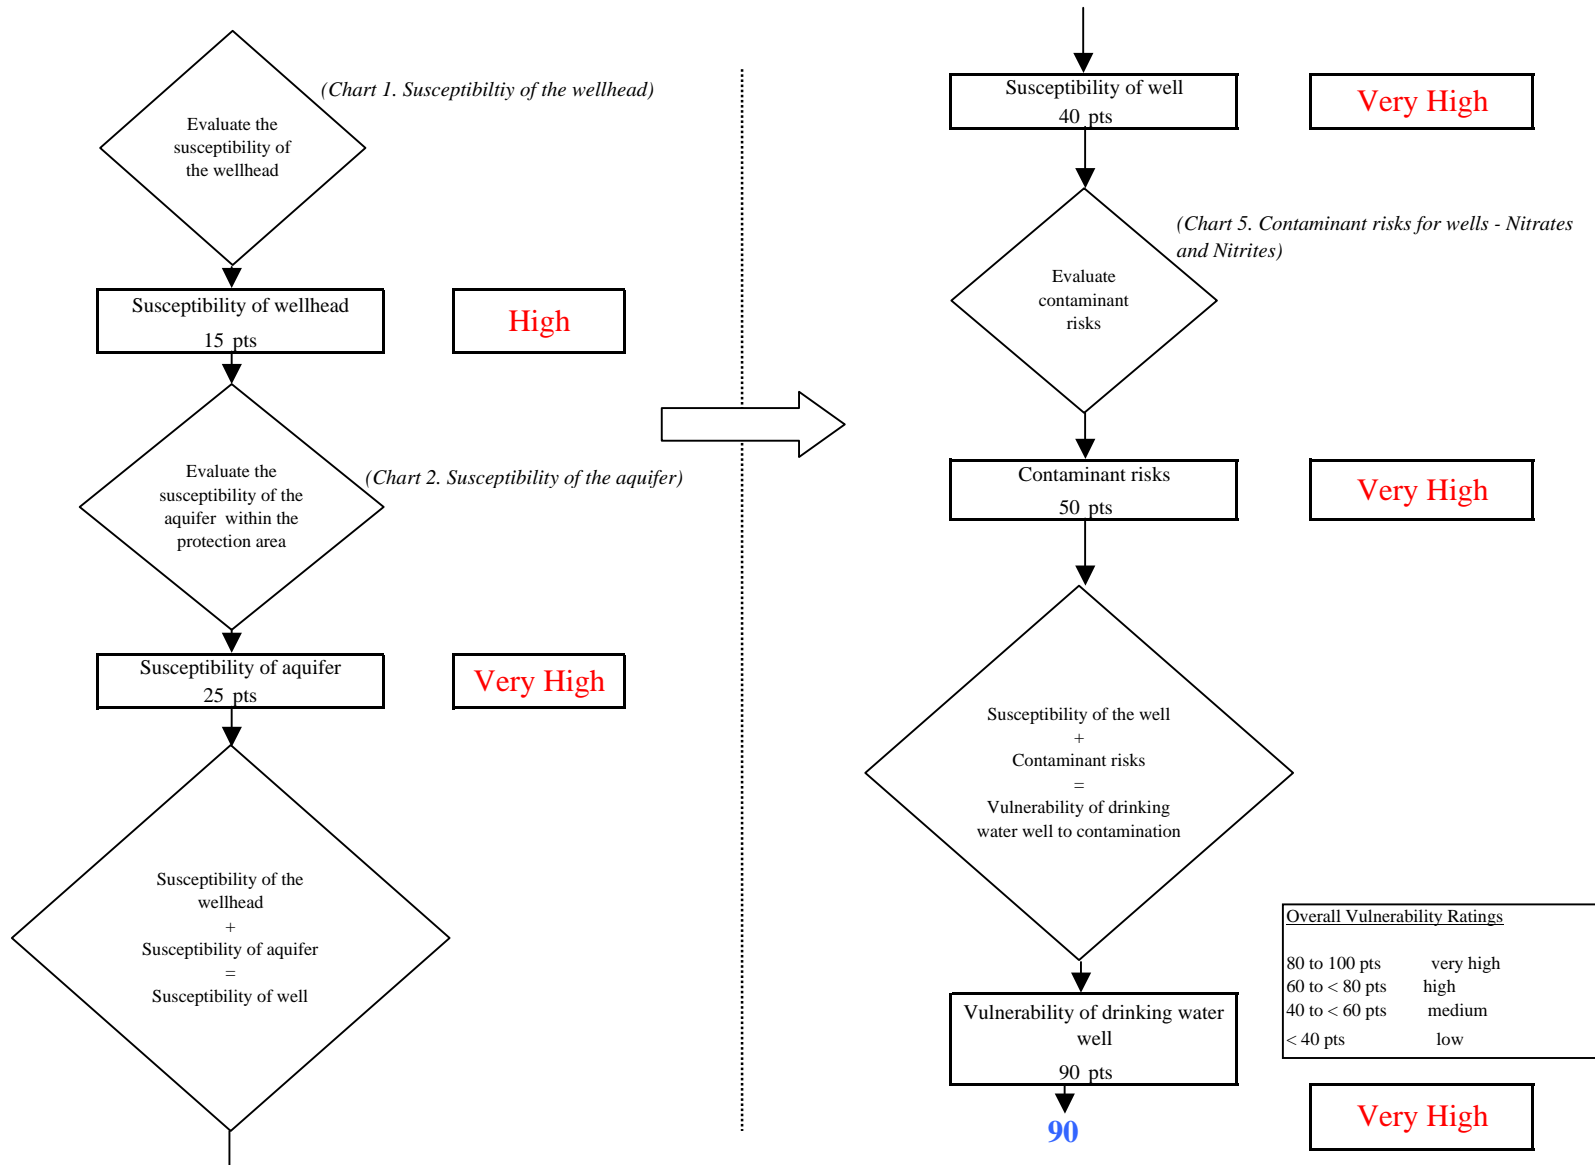 (Chart 1. Susceptibiltiy of the wellhead)
Evaluate the
susceptibility of
the wellhead
Susceptibility of wellhead
15 pts
High
Evaluate the
susceptibility of the
aquifer within the
protection area
(Chart 2. Susceptibility of the aquifer)
Susceptibility of aquifer
25 pts
Very High
Susceptibility of the
wellhead
+
Susceptibility of aquifer
=
Susceptibility of well
Susceptibility of well
40 pts
Very High
(Chart 5. Contaminant risks for wells - Nitrates
and Nitrites)
Evaluate
contaminant
risks
Contaminant risks
50 pts
Very High
Susceptibility of the well
+
Contaminant risks
=
Vulnerability of drinking
water well to contamination
Overall Vulnerability Ratings
80 to 100 pts very high
60 to < 80 pts high
40 to < 60 pts medium
< 40 pts low
Vulnerability of drinking water
well
90 pts
90
Very High